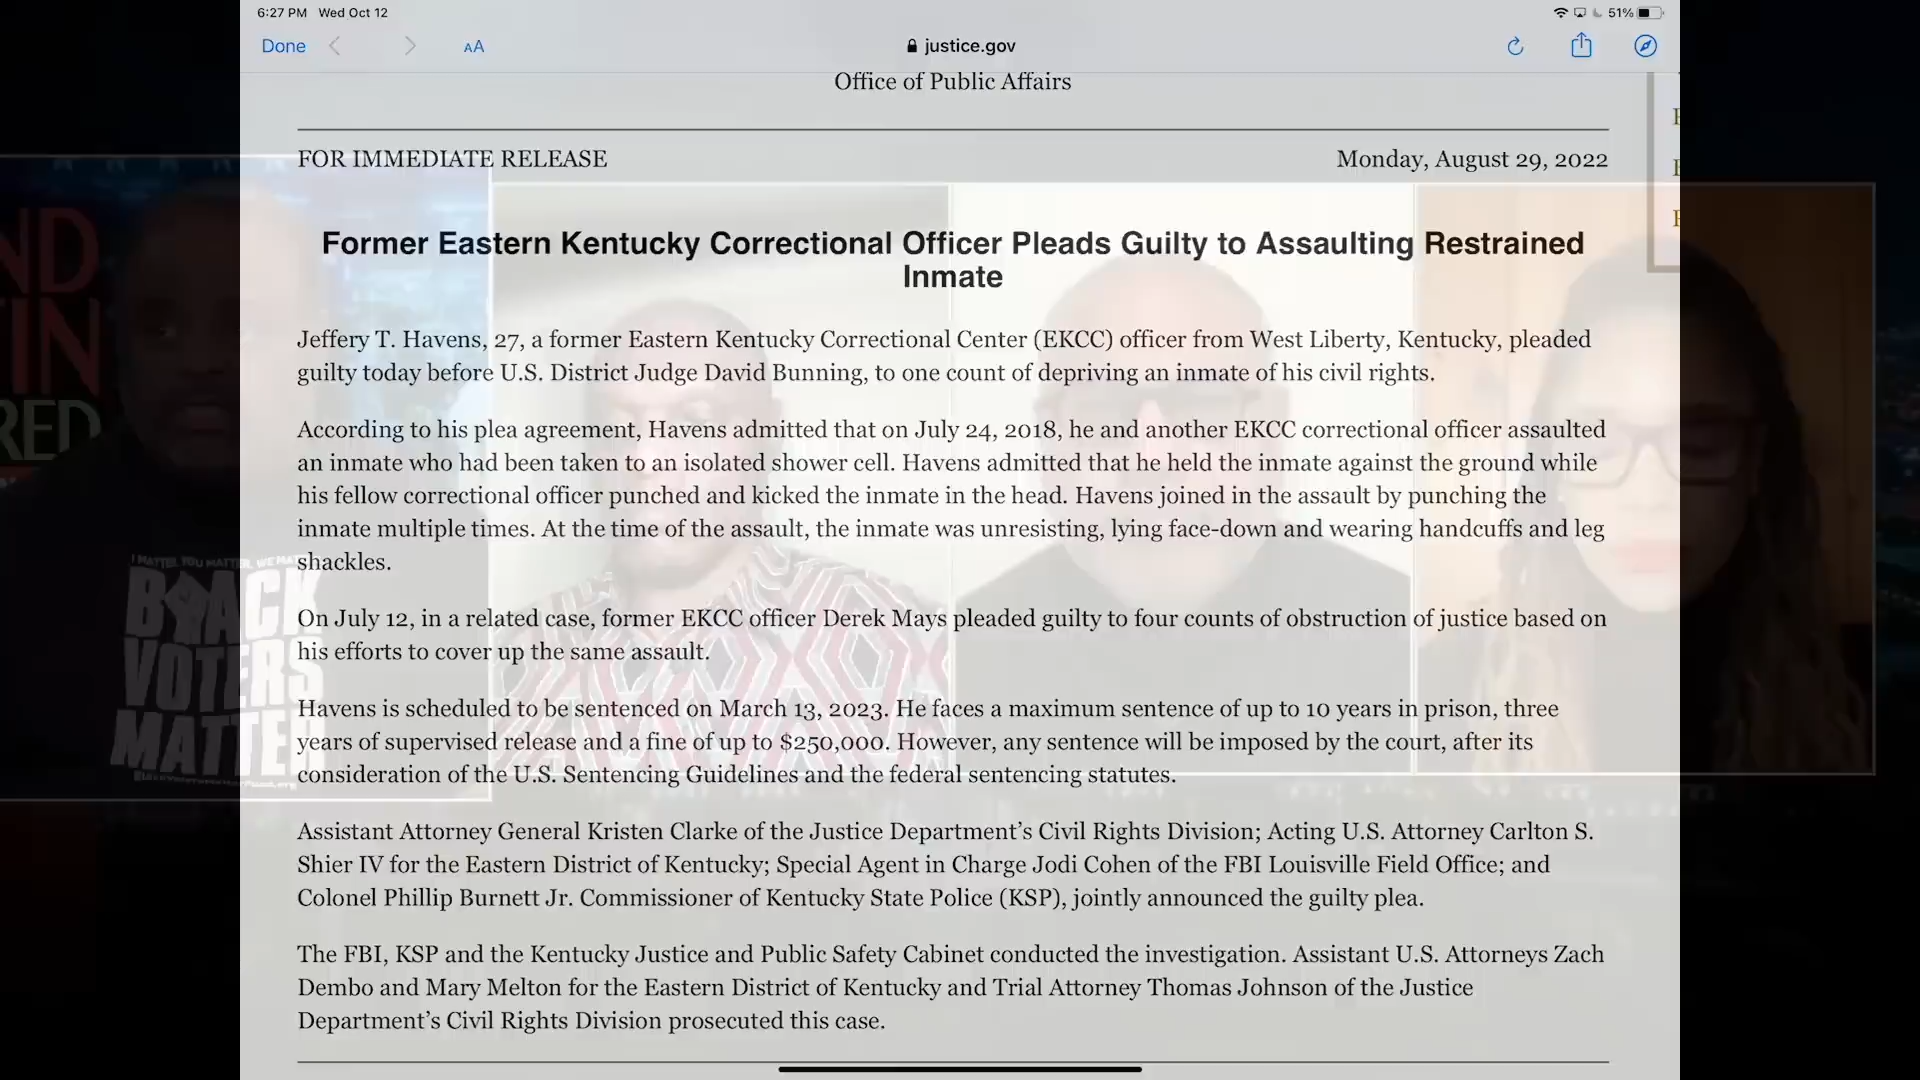 6:27 PM Wed Oct 12
51%
Done
AA
justice.gov
Office of Public Affairs
FOR IMMEDIATE RELEASE
Monday, August 29, 2022
Former Eastern Kentucky Correctional Officer Pleads Guilty to Assaulting Restrained
Inmate
Jeffery T. Havens, 27, a former Eastern Kentucky Correctional Center (EKCC) officer from West Liberty, Kentucky, pleaded
guilty today before U.S. District Judge David Bunning, to one count of depriving an inmate of his civil rights.
According to his plea agreement, Havens admitted that on July 24, 2018, he and another EKCC correctional officer assaulted
an inmate who had been taken to an isolated shower cell. Havens admitted that he held the inmate against the ground while
his fellow correctional officer punched and kicked the inmate in the head. Havens joined in the assault by punching the
inmate multiple times. At the time of the assault, the inmate was unresisting, lying face-down and wearing handcuffs and leg
shackles.
On July 12, in a related case, former EKCC officer Derek Mays pleaded guilty to four counts of obstruction of justice based on
his efforts to cover up the same assault.
Havens is scheduled to be sentenced on March 13, 2023. He faces a maximum sentence of up to 10 years in prison, three
years of supervised release and a fine of up to $250,000. However, any sentence will be imposed by the court, after its
consideration of the U.S. Sentencing Guidelines and the federal sentencing statutes.
Assistant Attorney General Kristen Clarke of the Justice Department's Civil Rights Division; Acting U.S. Attorney Carlton S.
Shier IV for the Eastern District of Kentucky; Special Agent in Charge Jodi Cohen of the FBI Louisville Field Office; and
Colonel Phillip Burnett Jr. Commissioner of Kentucky State Police (KSP), jointly announced the guilty plea.
The FBI, KSP and the Kentucky Justice and Public Safety Cabinet conducted the investigation. Assistant U.S. Attorneys Zach
Dembo and Mary Melton for the Eastern District of Kentucky and Trial Attorney Thomas Johnson of the Justice
Department's Civil Rights Division prosecuted this case.
ND
TIN
RED
I MATTER, YOU MATTER, WE MATTER
BLACK
VOTERS
MATTER